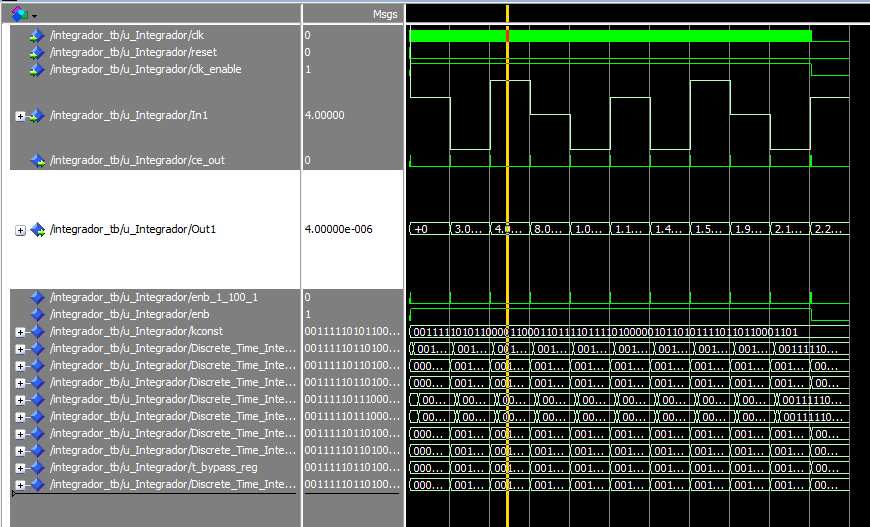 Msgs
/integrador_tb/u_Integrador/clk 0
/integrador_tb/u_Integrador/reset 0
/integrador_tb/u_Integrador/clk_enable 1
/integrador_tb/u_Integrador/In1 4.00000
/integrador_tb/u_Integrador/ce_out 0
/integrador_tb/u_Integrador/Out1 4.00000e-006 +0 3.0... 4.0... 8.0... 1.0... 1.1... 1.4... 1.5... 1.9... 2.1... 2.2...
/integrador_tb/u_Integrador/enb_1_100_1 0
/integrador_tb/u_Integrador/enb 1
/integrador_tb/u_Integrador/kconst 00111110101100...
/integrador_tb/u_Integrador/Discrete_Time_Inte... 00111110110100... 001... 001... 001... 001... 001... 001... 001... 001... 001... 00111110...
/integrador_tb/u_Integrador/Discrete_Time_Inte... 00111110110100... 000... 001... 001... 001... 001... 001... 001... 001... 001... 001... 00...
/integrador_tb/u_Integrador/Discrete_Time_Inte... 00111110110100... 000... 001... 001... 001... 001... 001... 001... 001... 001... 001... 00...
/integrador_tb/u_Integrador/Discrete_Time_Inte... 00111110111000... 00... 00... 00... 00... 00... 00... 00... 00... 00... 00111110...
/integrador_tb/u_Integrador/Discrete_Time_Inte... 00111110111000... 00... 00... 00... 00... 00... 00... 00... 00... 00... 00111110...
/integrador_tb/u_Integrador/Discrete_Time_Inte... 00111110110100... 000... 001... 001... 001... 001... 001... 001... 001... 001... 001... 00...
/integrador_tb/u_Integrador/Discrete_Time_Inte... 00111110110100... 000... 001... 001... 001... 001... 001... 001... 001... 001... 001... 00...
/integrador_tb/u_Integrador/t_bypass_reg 00111110110100... 000... 001... 001... 001... 001... 001... 001... 001... 001... 001... 00...
/integrador_tb/u_Integrador/Discrete_Time_Inte... 00111110110100... 000... 001... 001... 001... 001... 001... 001... 001... 001... 001... 00...